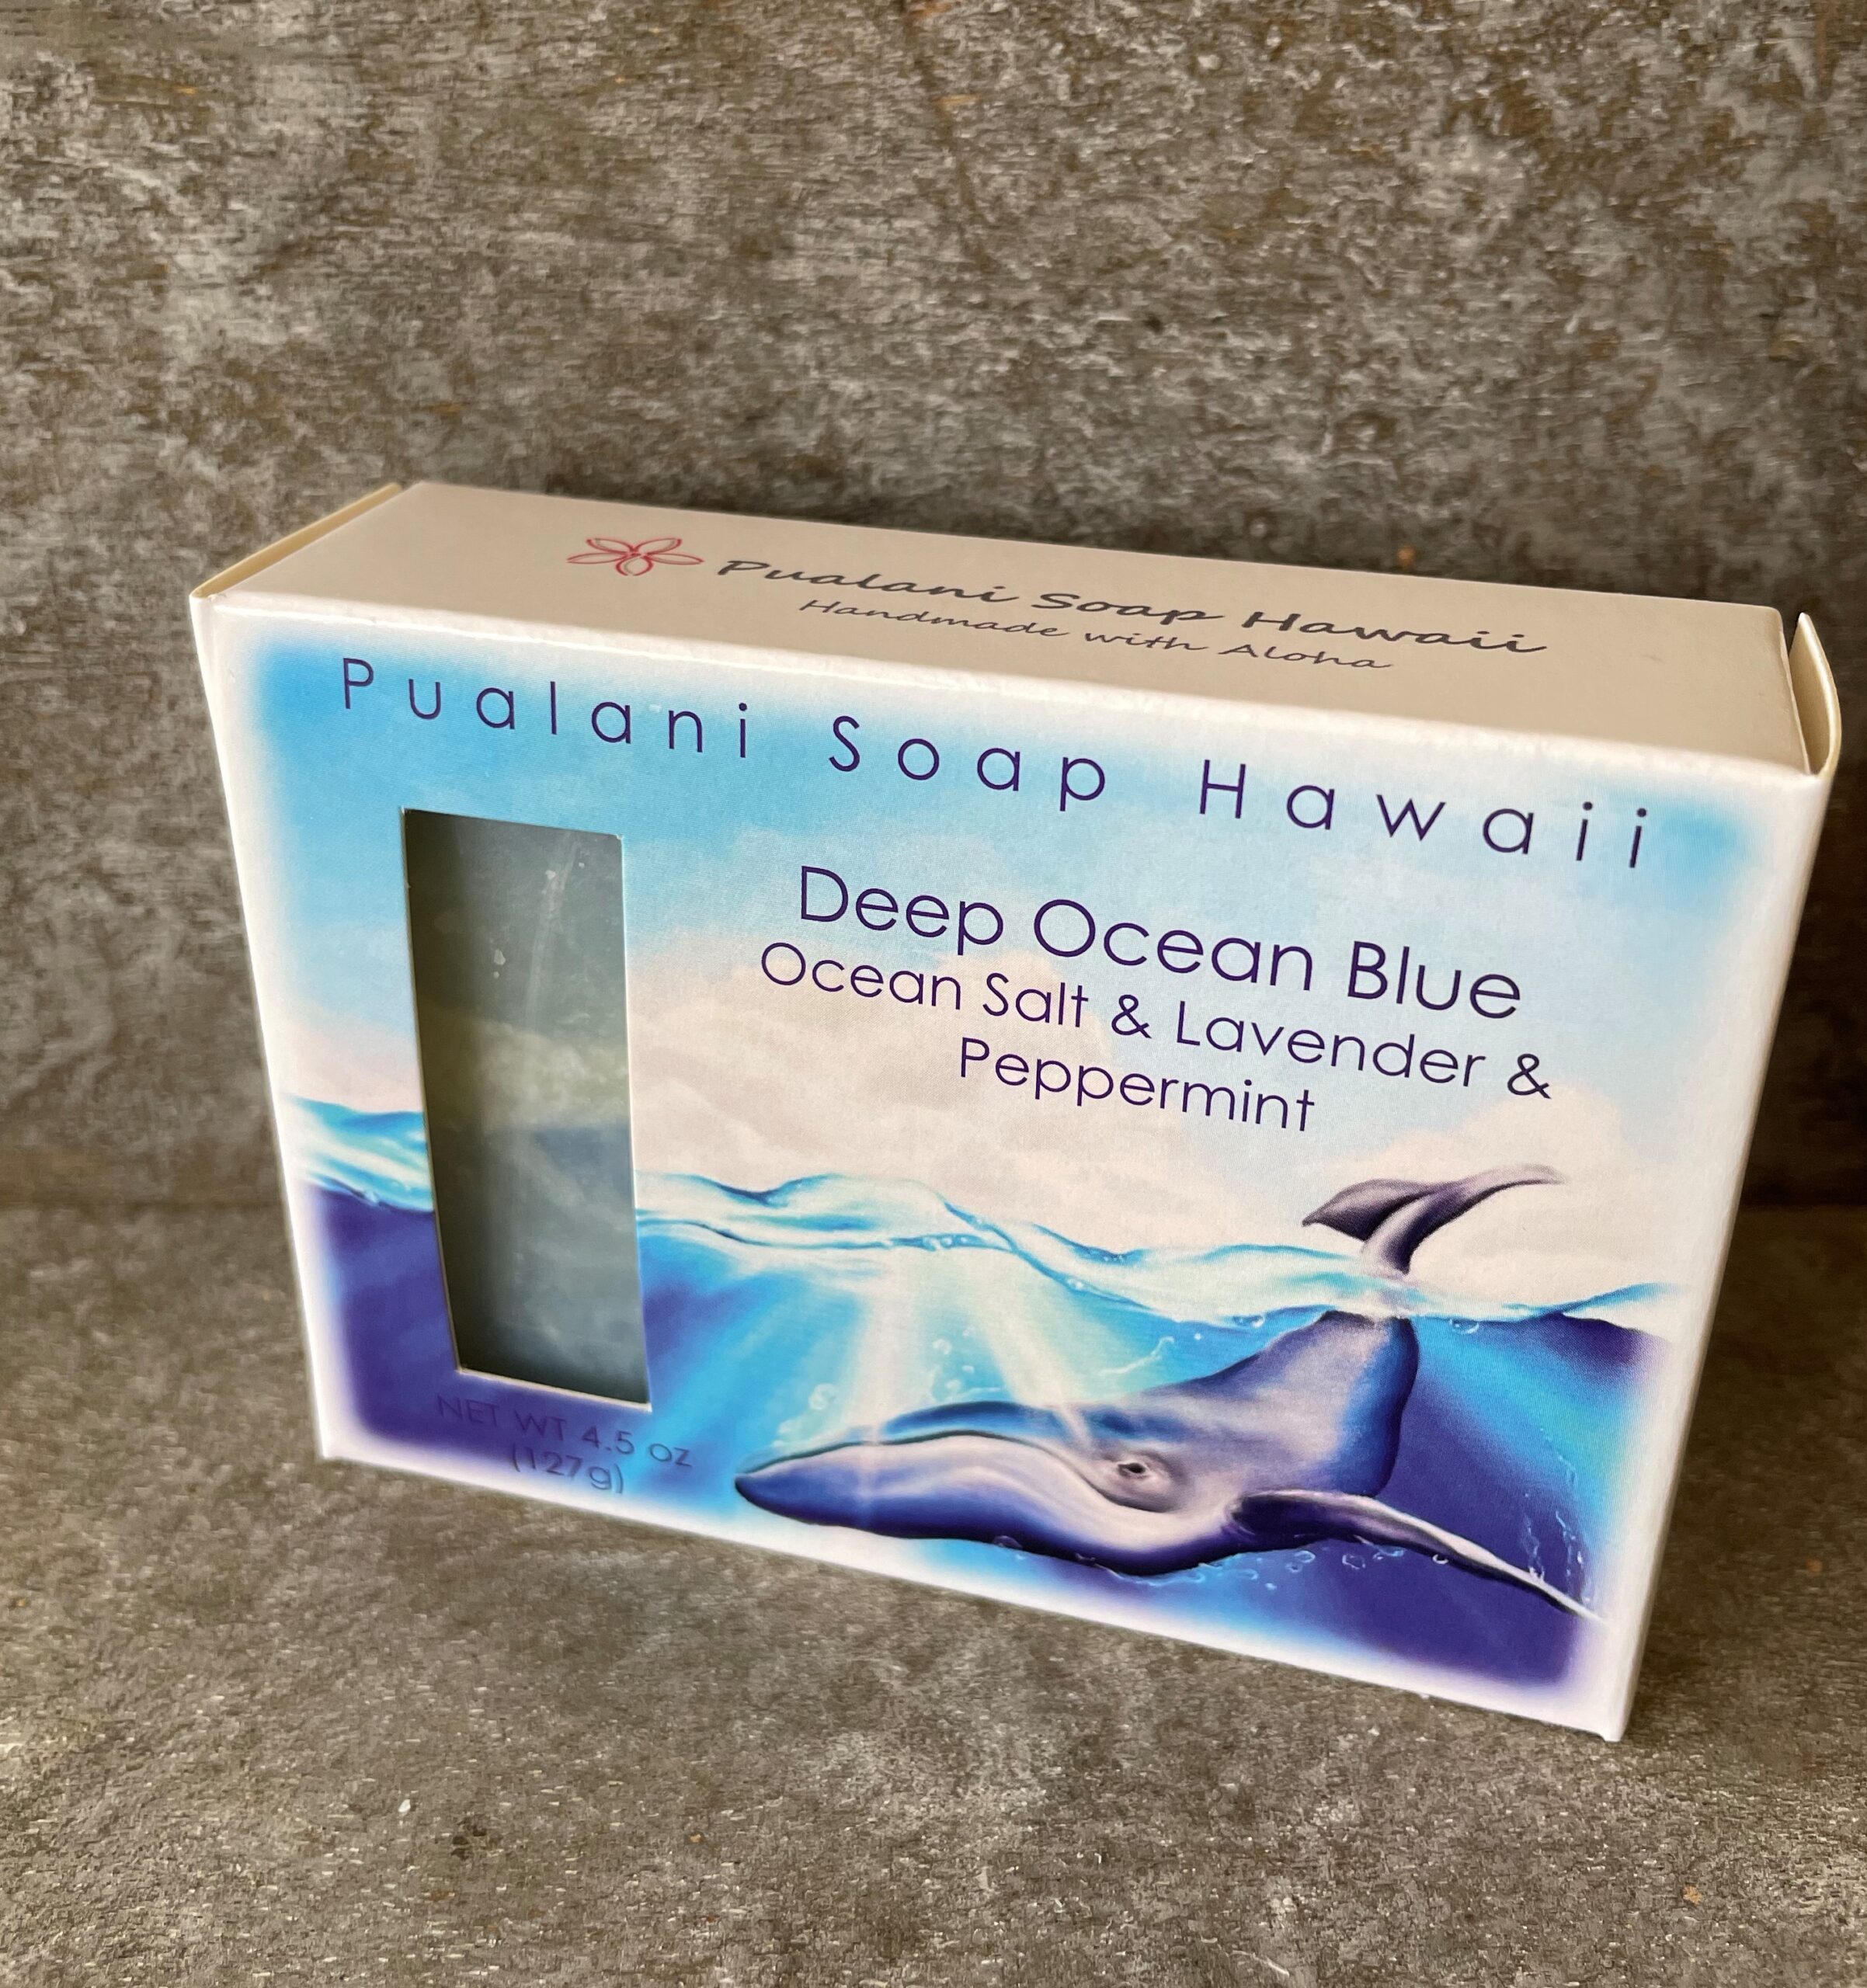 Pualani Soap Hawaii
Handmade with Aloha
Pualani Soap Hawaii
Deep Ocean Blue
Ocean Salt & Lavender &
Peppermint
NET WT 4.5 oz
(127g)